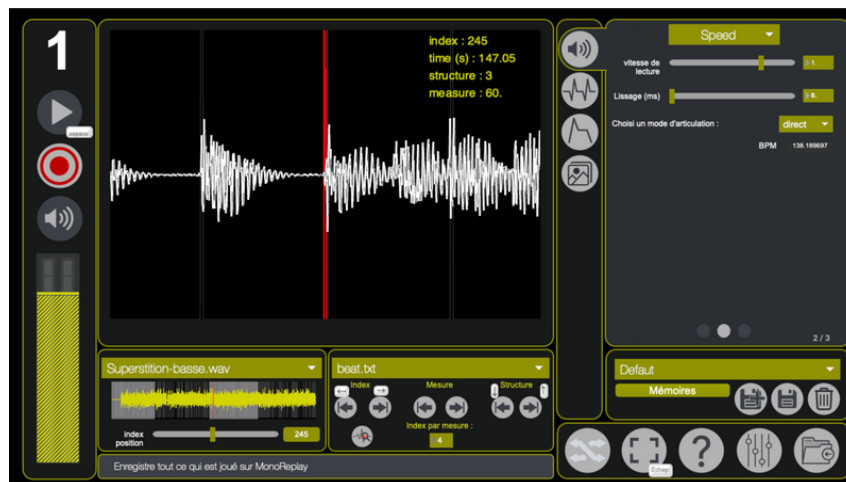 1
espace
index : 245
time (s) : 147.05
structure : 3
measure : 60.
Speed
vitesse de
lecture
1.
Lissage (ms)
0.
Choisi un mode d'articulation :
direct
BPM
138.189697
2 / 3
Superstition-basse.wav
index
position
245
beat.txt
Index
Mesure
Structure
Index par mesure :
4
Defaut
Mémoires
Echap
Enregistre tout ce qui est joué sur MonoReplay